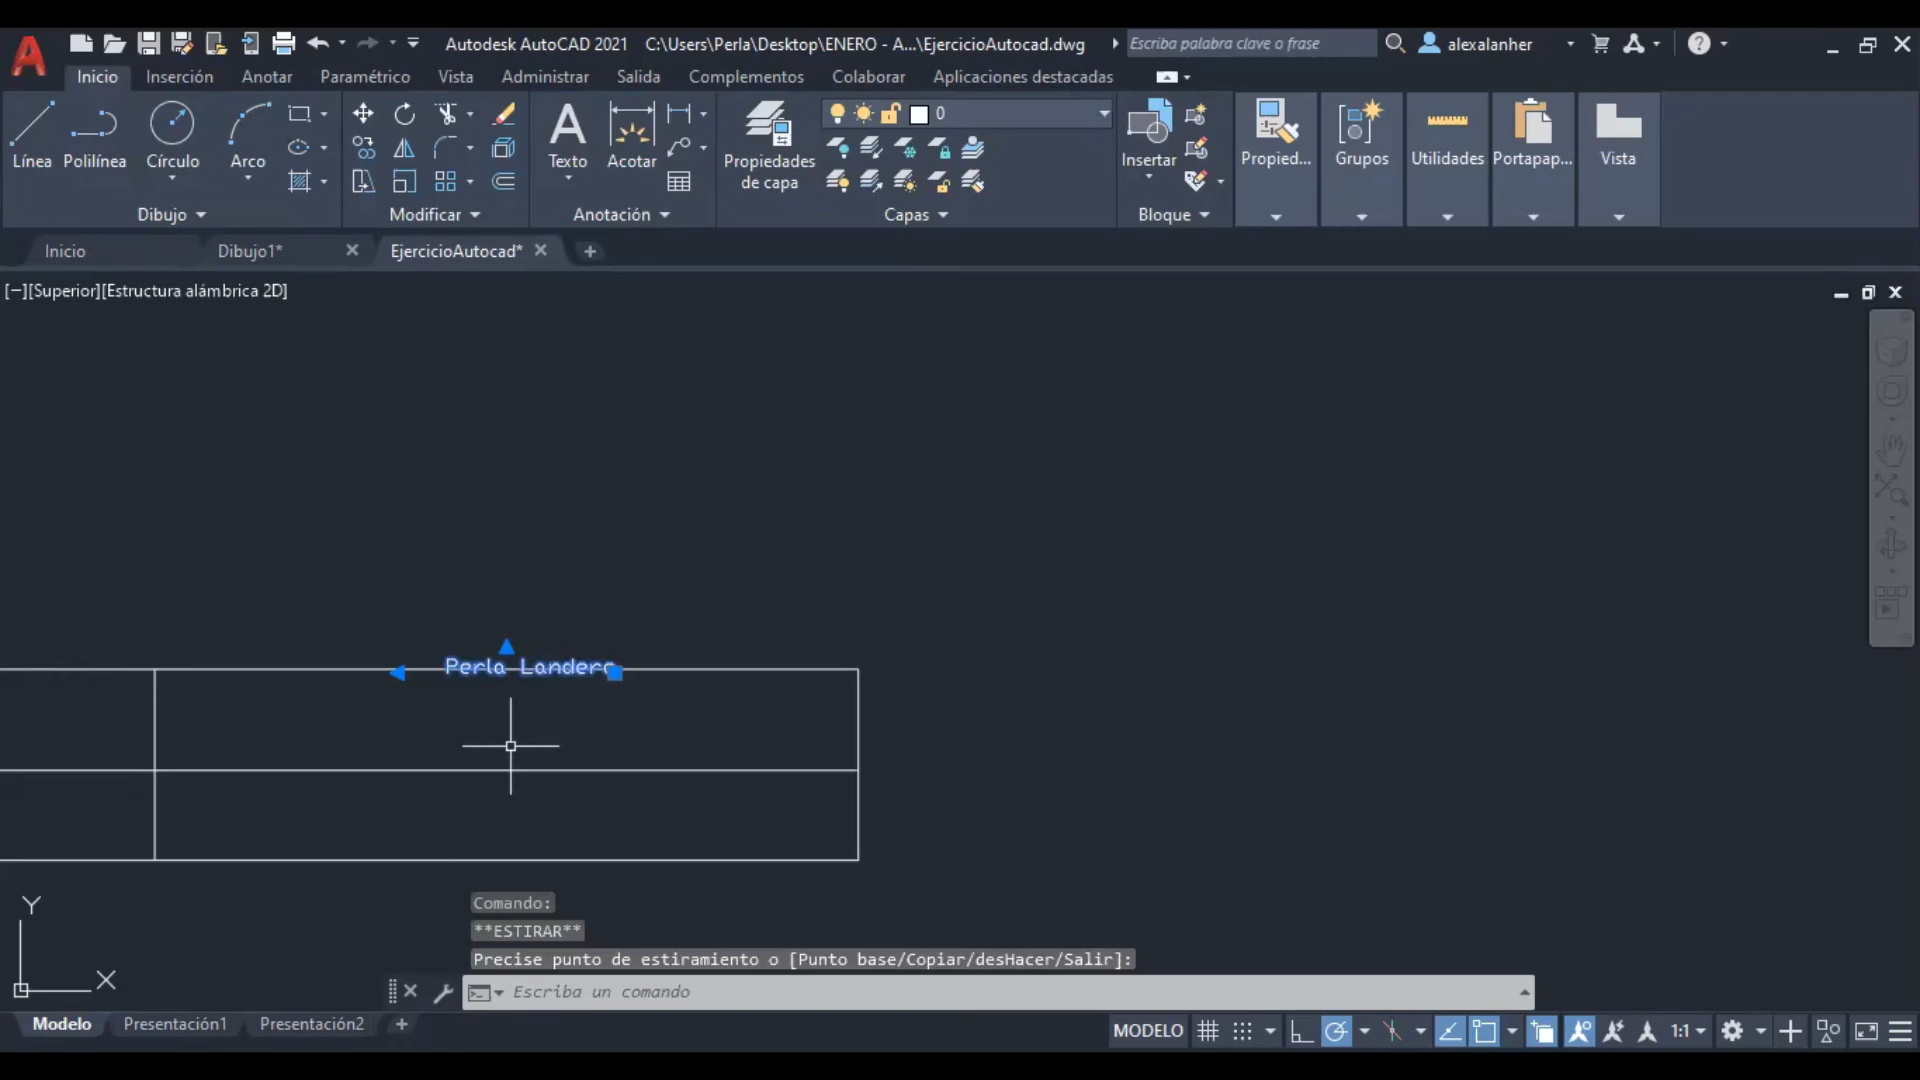 Autodesk AutoCAD 2021 C:\Users\Perla\Desktop\ENERO - A...\EjercicioAutocad.dwg Escriba palabra clave o frase alexalanher
Inicio Inserción Anotar Paramétrico Vista Administrar Salida Complementos Colaborar Aplicaciones destacadas
0
Línea Polilínea Círculo Arco Texto Acotar Propiedades de capa Insertar Propied... Grupos Utilidades Portapap... Vista
Dibujo Modificar Anotación Capas Bloque
Inicio Dibujo1* EjercicioAutocad*
[−][Superior][Estructura alámbrica 2D]
Perla Landero
Y
X
Comando:
**ESTIRAR**
Precise punto de estiramiento o [Punto base/Copiar/desHacer/Salir]:
Escriba un comando
Modelo Presentación1 Presentación2
MODELO 1:1